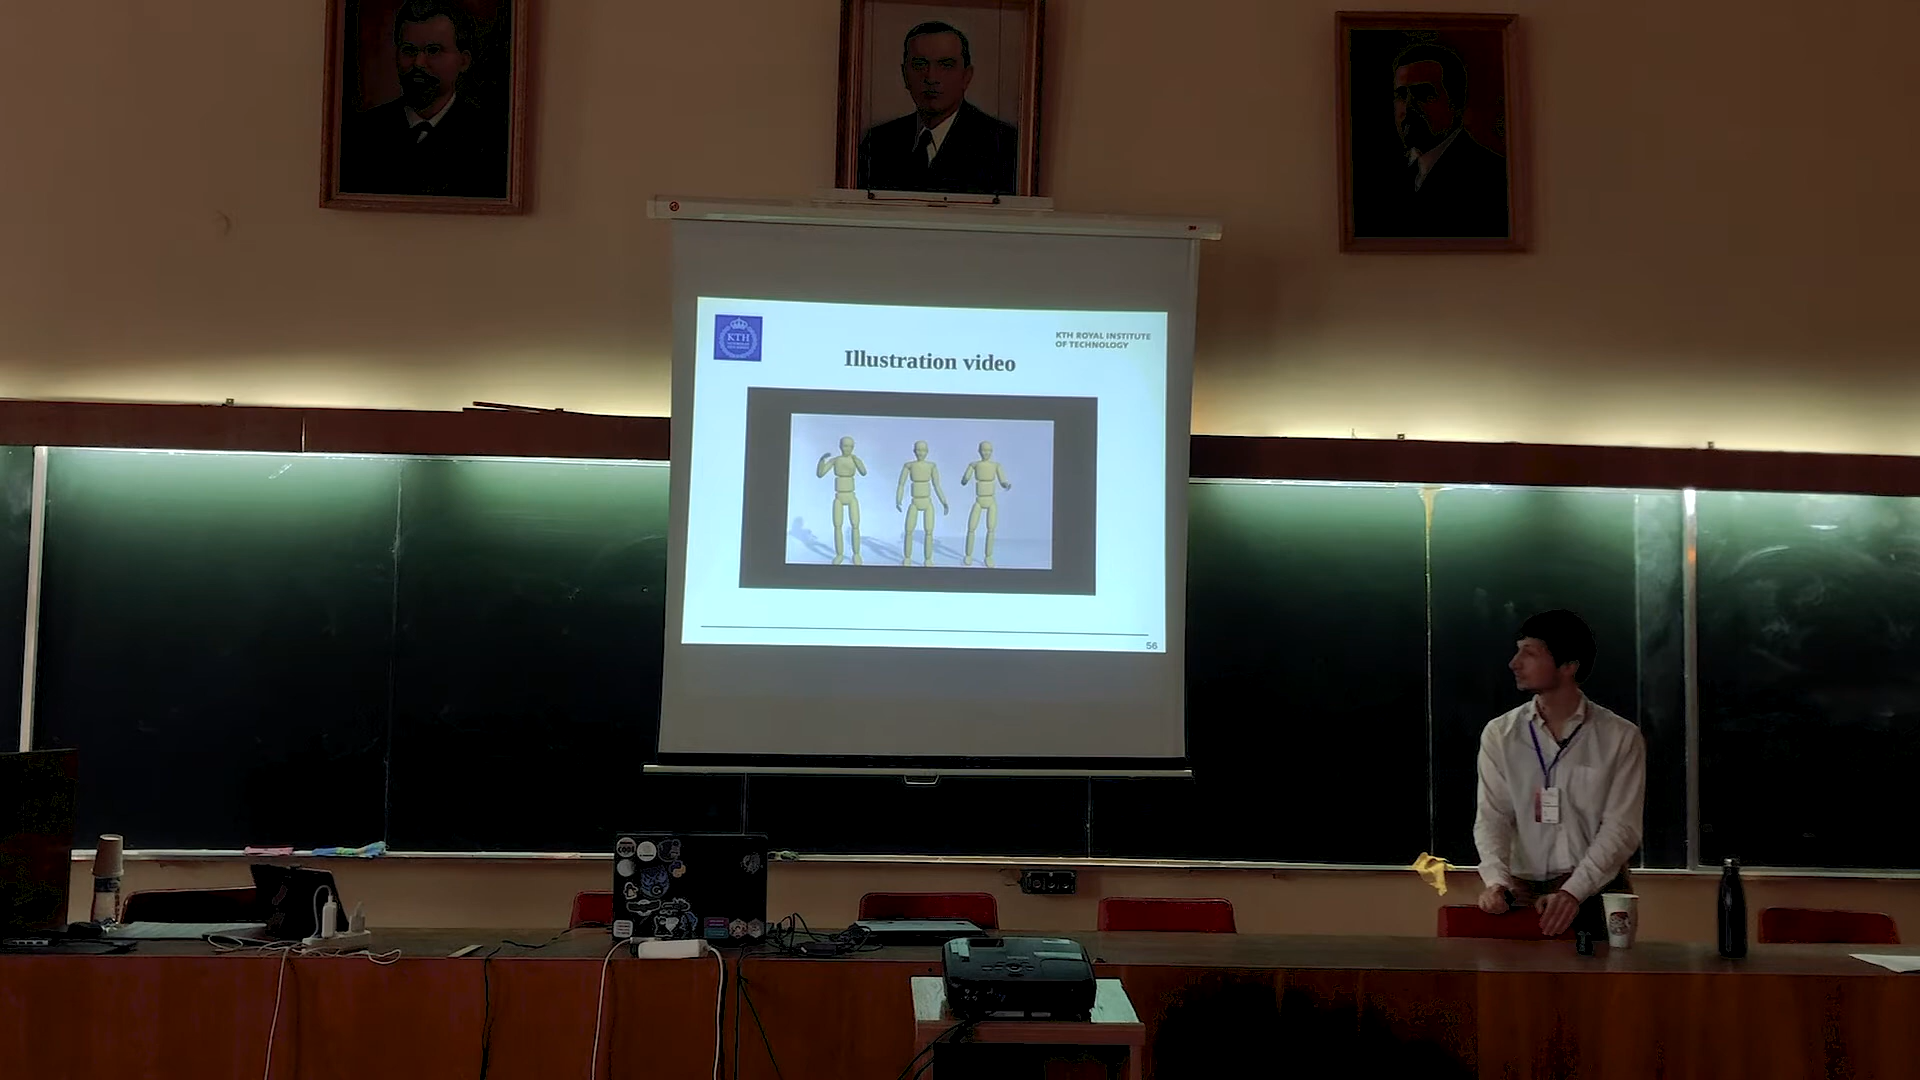 KTH
KTH ROYAL INSTITUTE
OF TECHNOLOGY
Illustration video
56